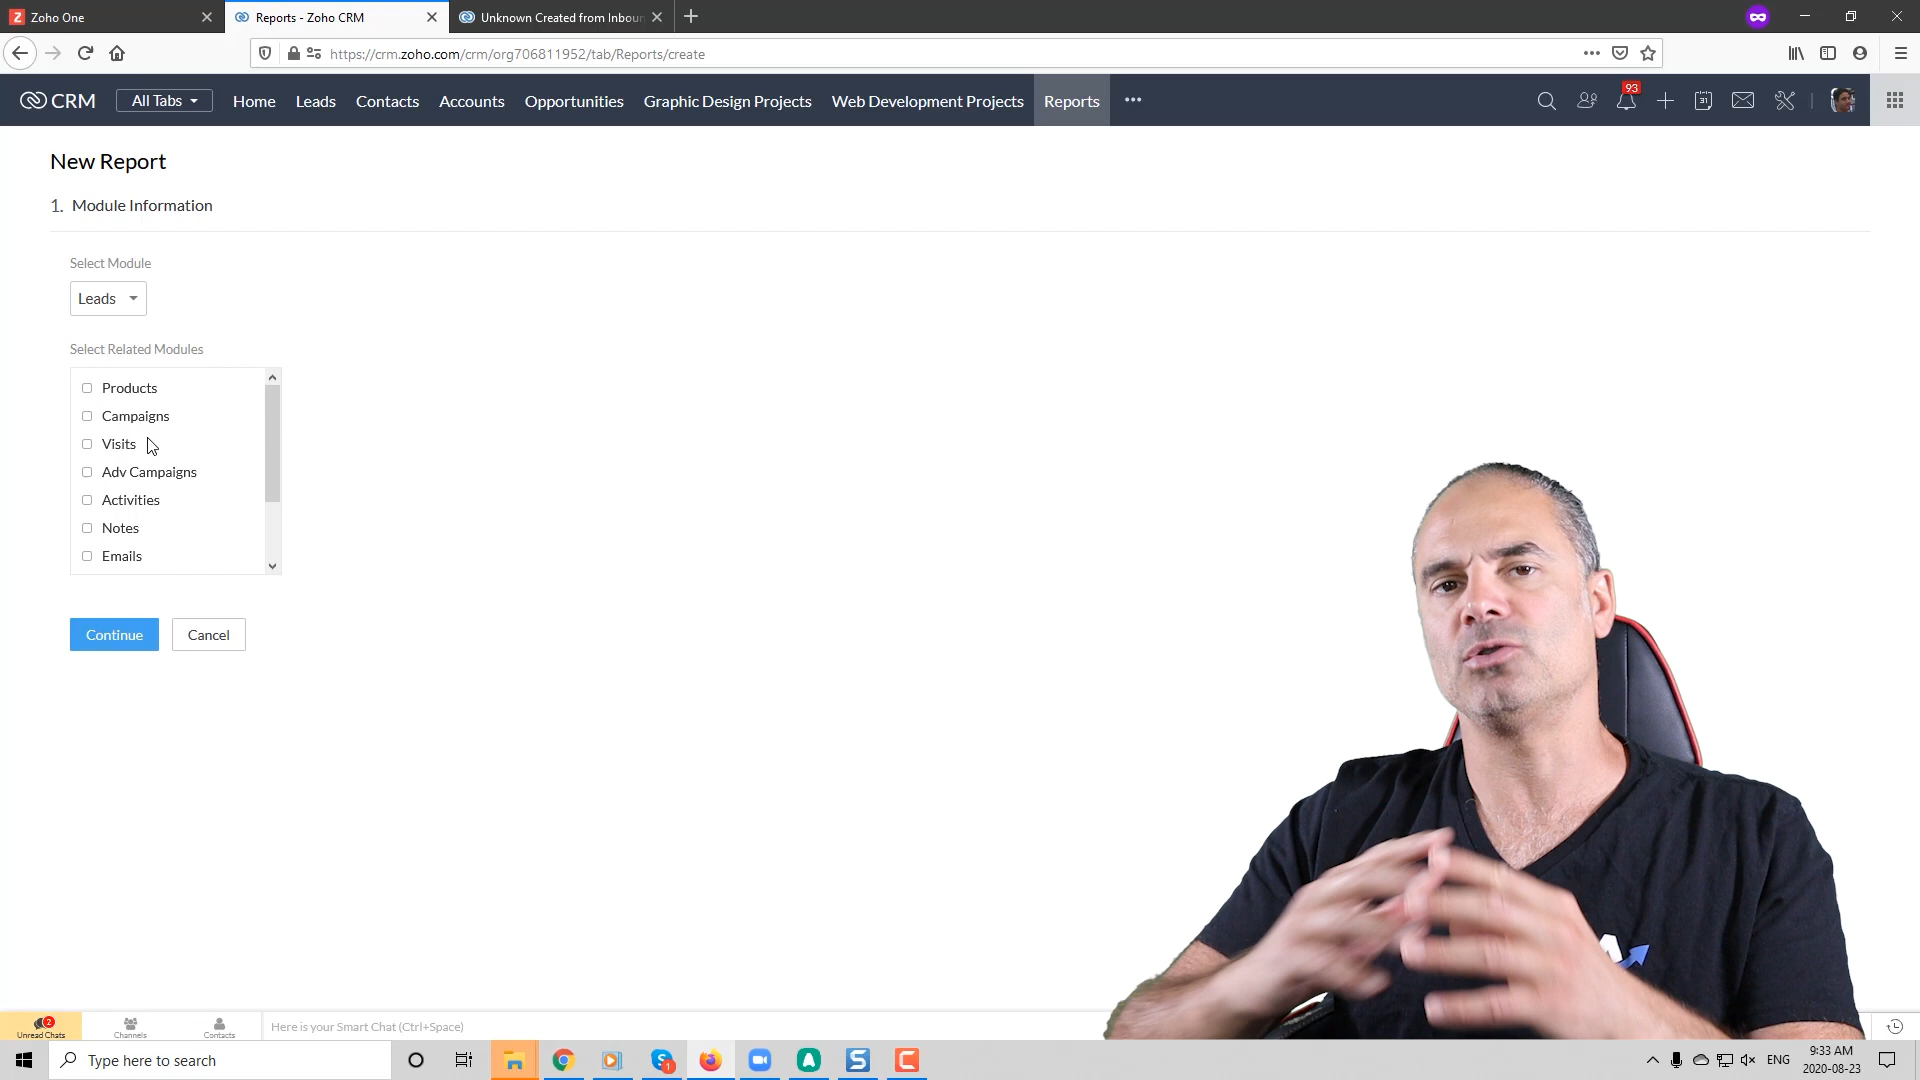 Zoho One
Reports - Zoho CRM
Unknown Created from Inbou
https://crm.zoho.com/crm/org706811952/tab/Reports/create
CRM
All Tabs
Home
Leads
Contacts
Accounts
Opportunities
Graphic Design Projects
Web Development Projects
Reports
93
31
New Report
1. Module Information
Select Module
Leads
Select Related Modules
Products
Campaigns
Visits
Adv Campaigns
Activities
Notes
Emails
Continue
Cancel
2
Unread Chats
Channels
Contacts
Here is your Smart Chat (Ctrl+Space)
Type here to search
1
ENG
9:33 AM
2020-08-23